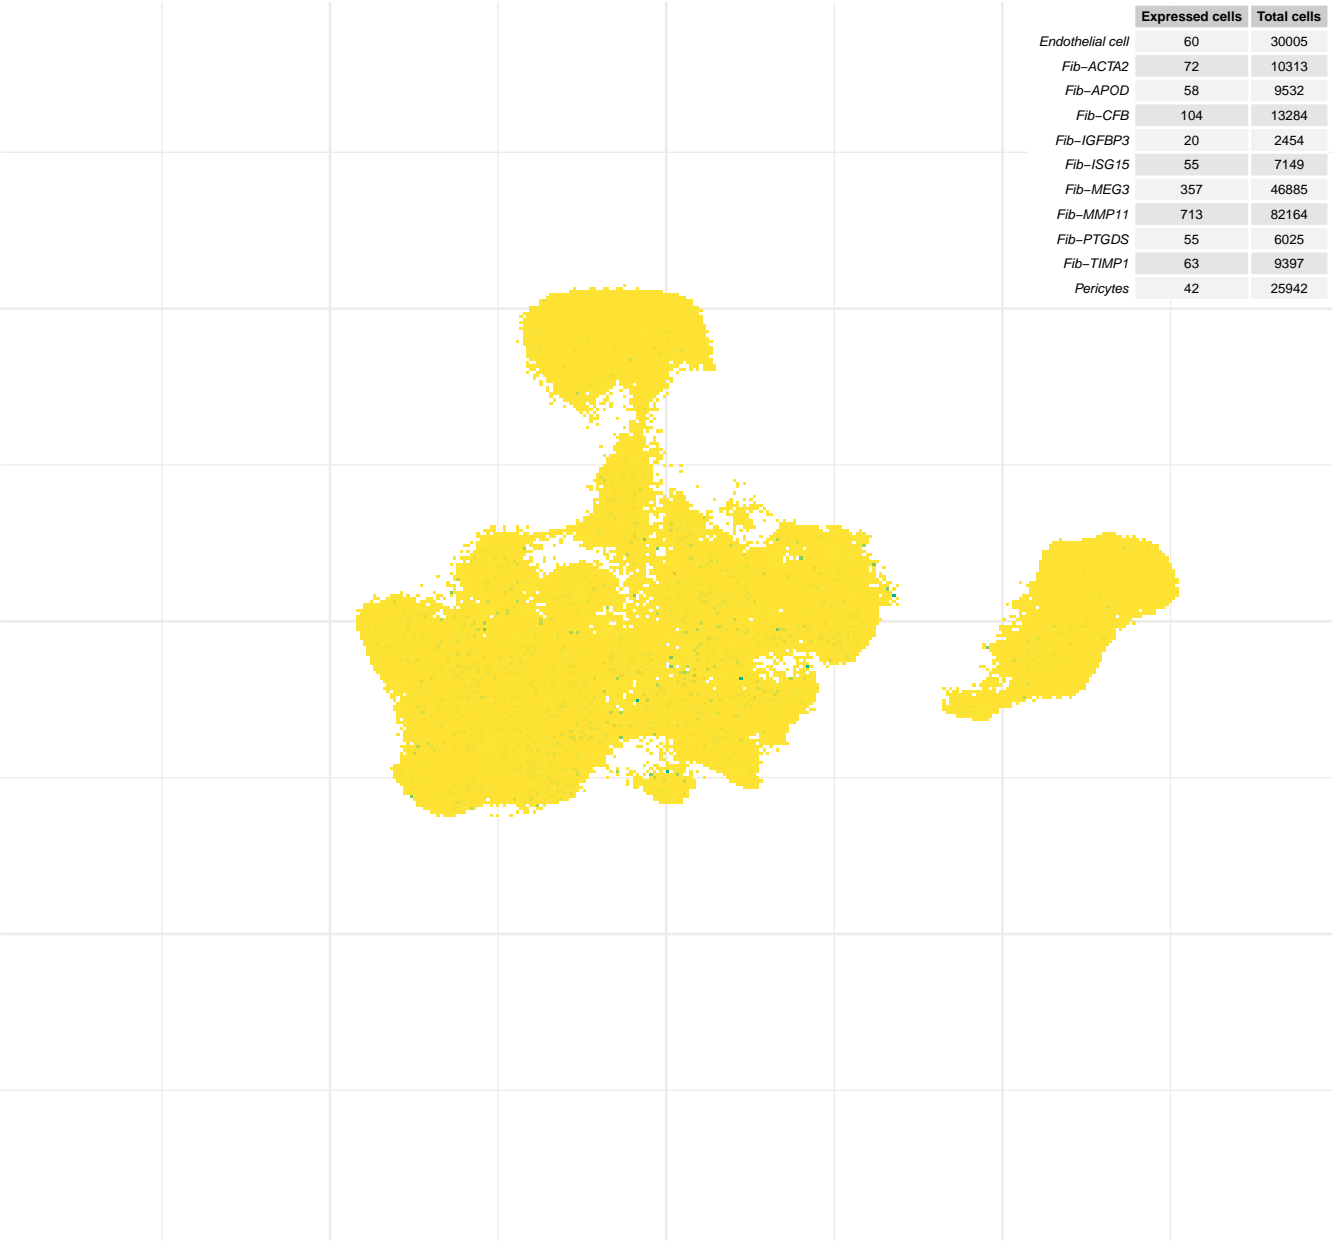 Expressed cells Total cells
Endothelial cell 60 30005
Fib−ACTA2 72 10313
Fib−APOD 58 9532
Fib−CFB 104 13284
Fib−IGFBP3 20 2454
Fib−ISG15 55 7149
Fib−MEG3 357 46885
Fib−MMP11 713 82164
Fib−PTGDS 55 6025
Fib−TIMP1 63 9397
Pericytes 42 25942